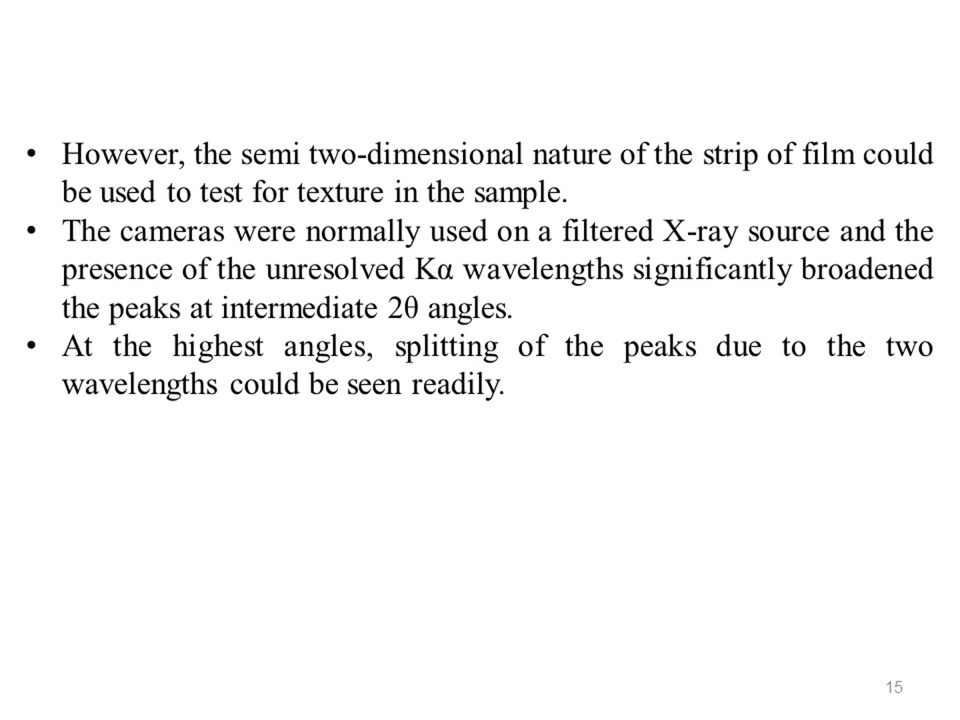 • However, the semi two-dimensional nature of the strip of film could
be used to test for texture in the sample.
• The cameras were normally used on a filtered X-ray source and the
presence of the unresolved Kα wavelengths significantly broadened
the peaks at intermediate 2θ angles.
• At the highest angles, splitting of the peaks due to the two
wavelengths could be seen readily.
15